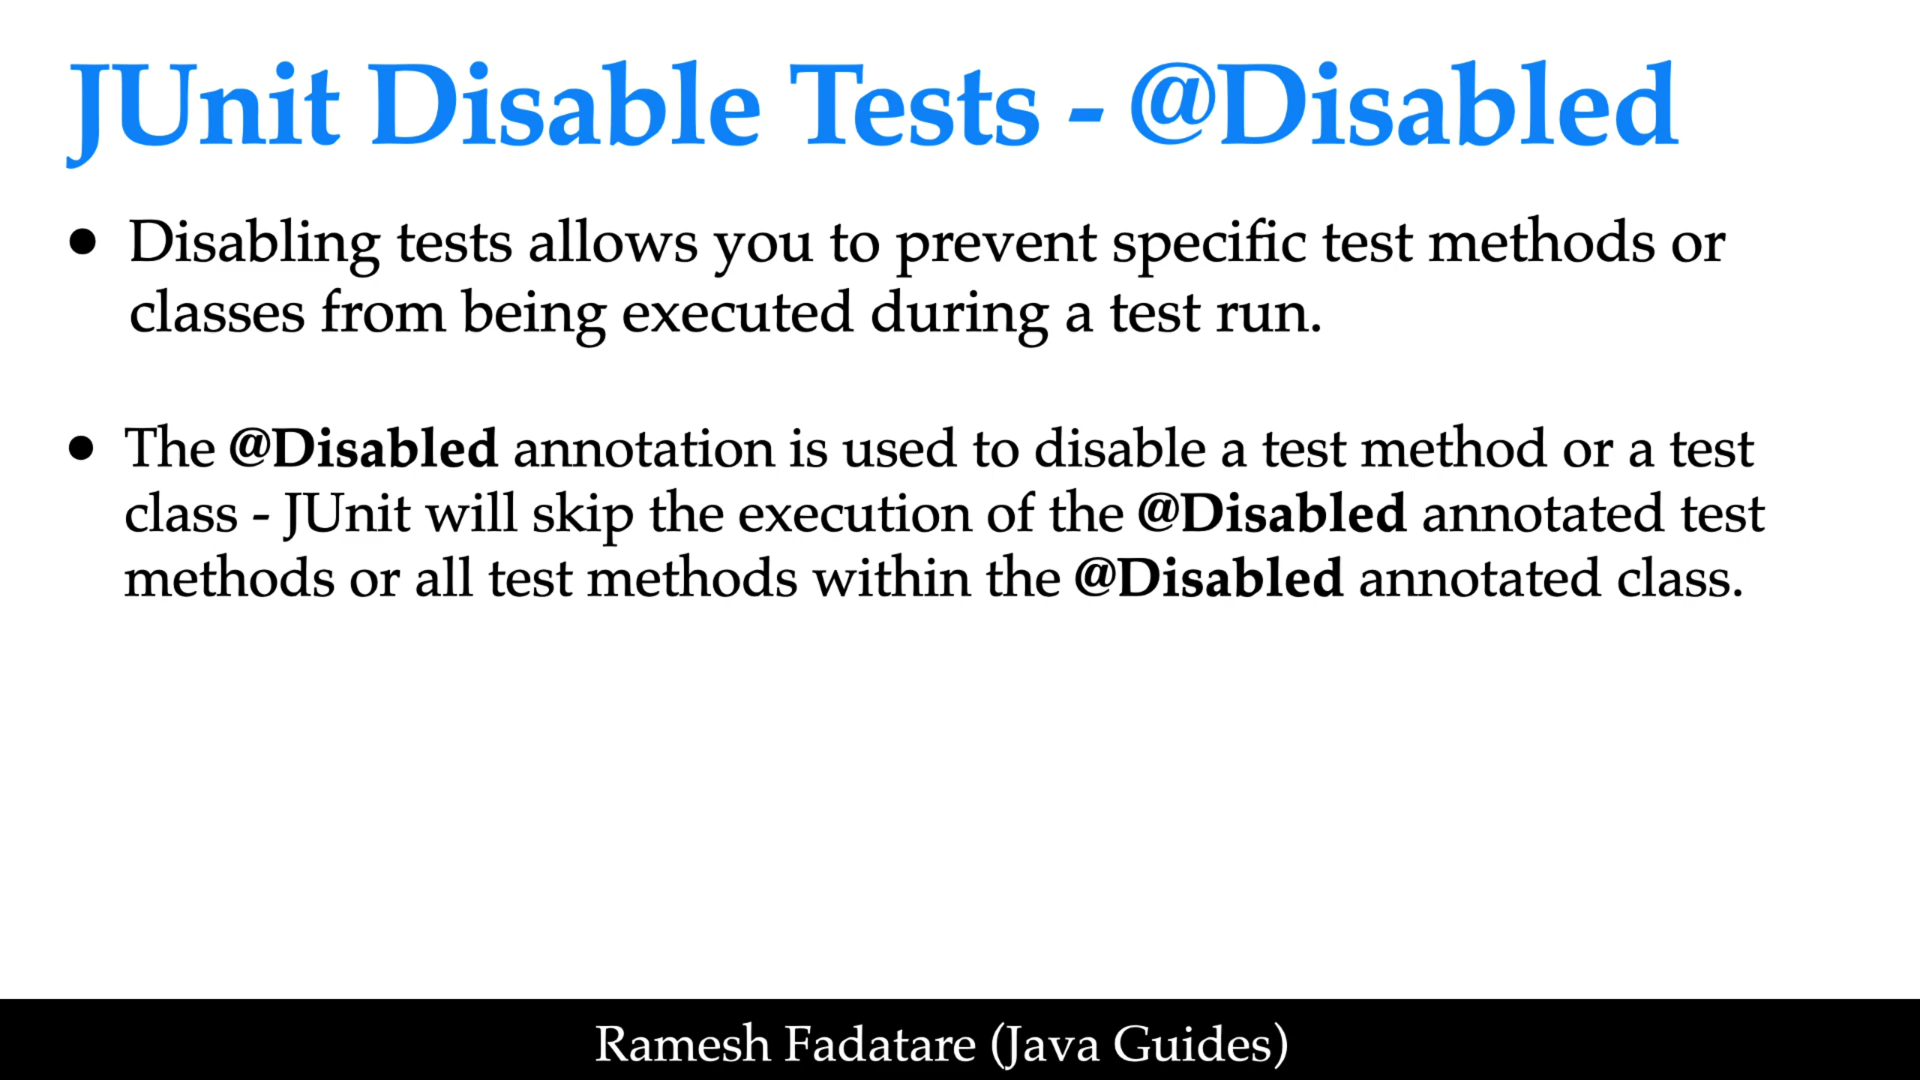 JUnit Disable Tests - @Disabled
• Disabling tests allows you to prevent specific test methods or
classes from being executed during a test run.
• The @Disabled annotation is used to disable a test method or a test
class - JUnit will skip the execution of the @Disabled annotated test
methods or all test methods within the @Disabled annotated class.
Ramesh Fadatare (Java Guides)